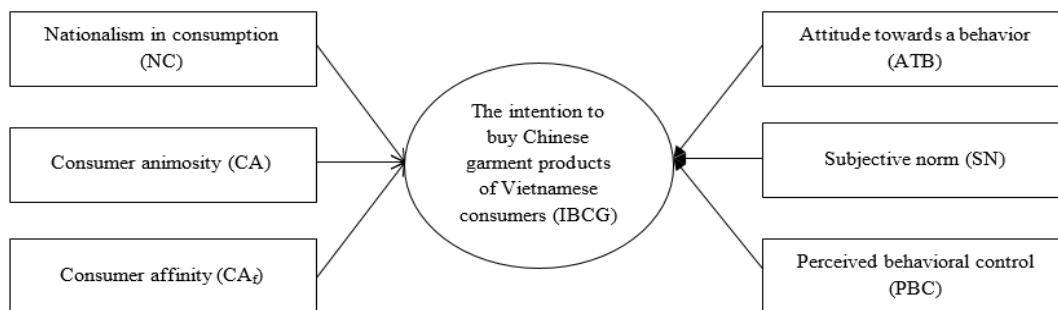 Nationalism in consumption
(NC)
Consumer animosity (CA)
Consumer affinity (CAf)
The intention to
buy Chinese
garment products
of Vietnamese
consumers (IBCG)
Attitude towards a behavior
(ATB)
Subjective norm (SN)
Perceived behavioral control
(PBC)